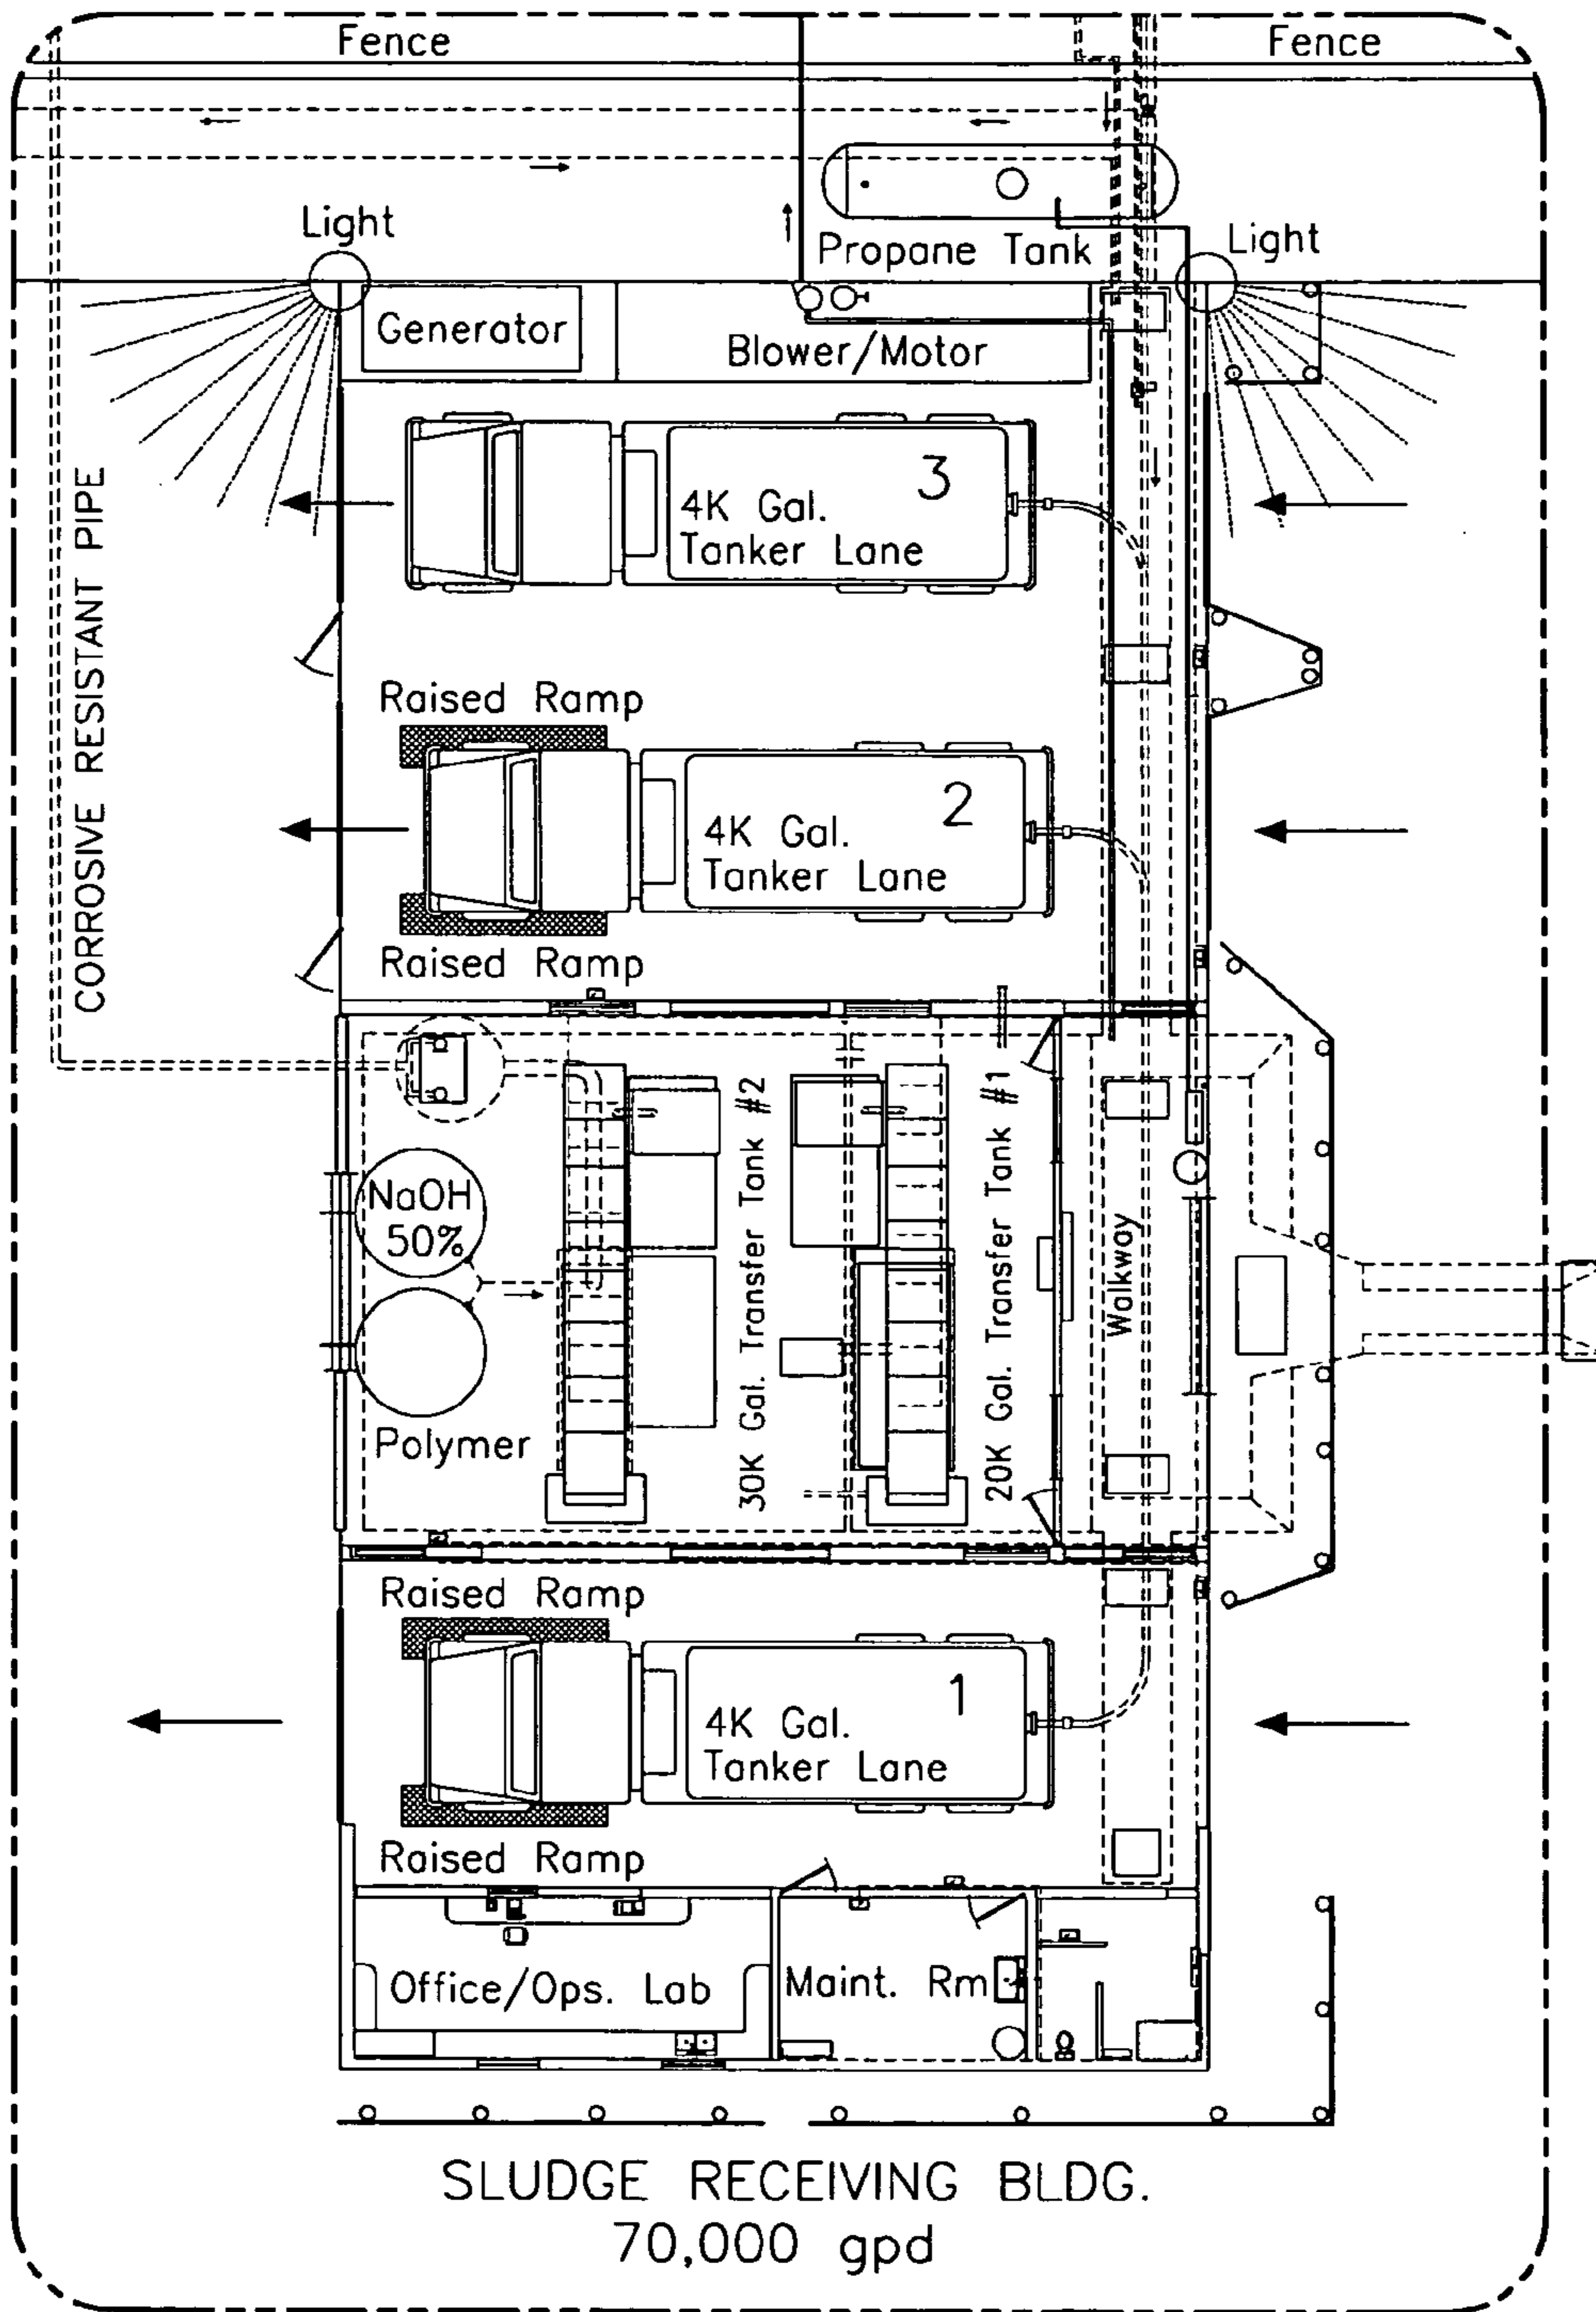 Fence
Fence
Light
Propane Tank
Light
Generator
Blower/Motor
3
4K Gal.
Tanker Lane
CORROSIVE RESISTANT PIPE
Raised Ramp
2
4K Gal.
Tanker Lane
Raised Ramp
NaOH
50%
Polymer
30K Gal. Transfer Tank #2
20K Gal. Transfer Tank #1
Walkway
Raised Ramp
1
4K Gal.
Tanker Lane
Raised Ramp
Office/Ops. Lab
Maint. Rm
SLUDGE RECEIVING BLDG.
70,000 gpd